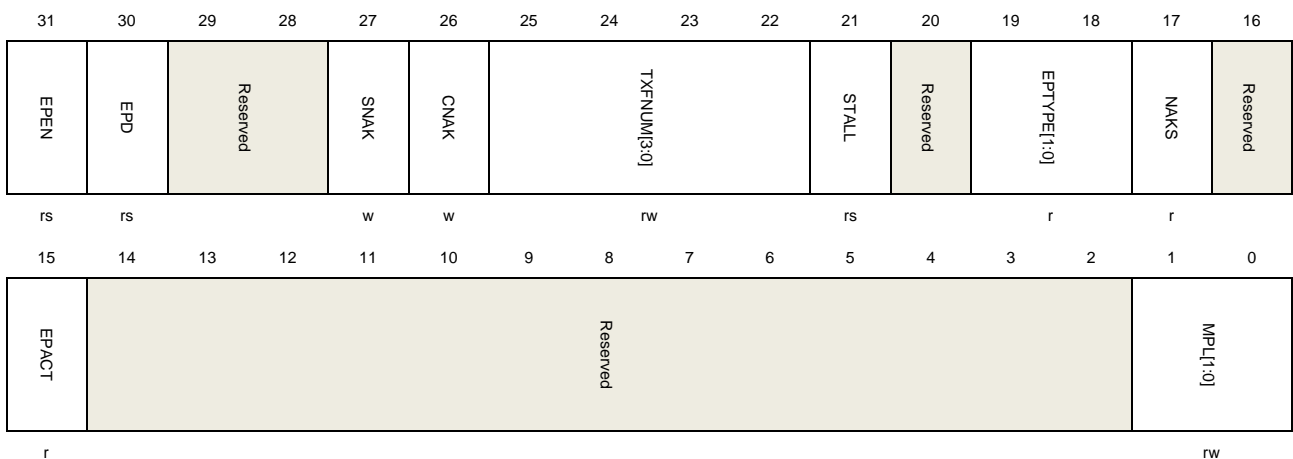 31 30 29 28 27 26 25 24 23 22 21 20 19 18 17 16
EPEN EPD Reserved SNAK CNAK TXFNUM[3:0] STALL Reserved EPTYPE[1:0] NAKS Reserved
rs rs w w rw rs r r
15 14 13 12 11 10 9 8 7 6 5 4 3 2 1 0
EPACT Reserved MPL[1:0]
r rw